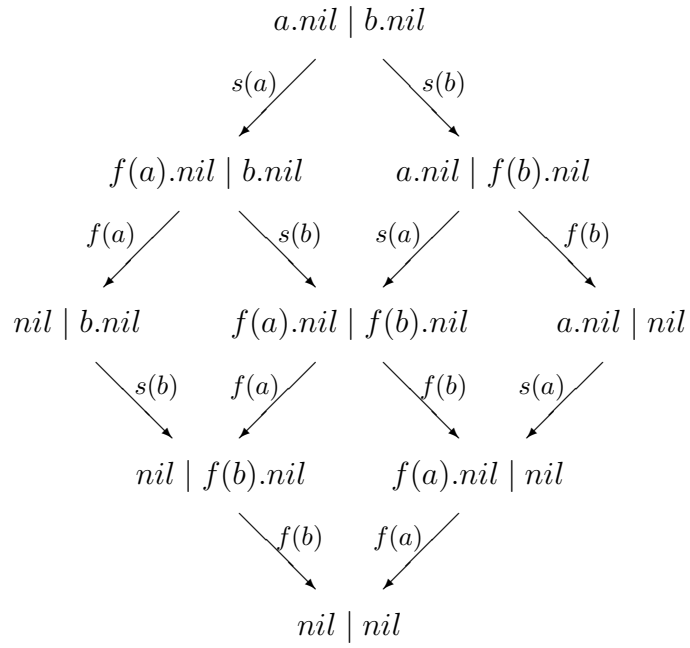 a.nil | b.nil
s(a) s(b)
f(a).nil | b.nil a.nil | f(b).nil
f(a) s(b) s(a) f(b)
nil | b.nil f(a).nil | f(b).nil a.nil | nil
s(b) f(a) f(b) s(a)
nil | f(b).nil f(a).nil | nil
f(b) f(a)
nil | nil